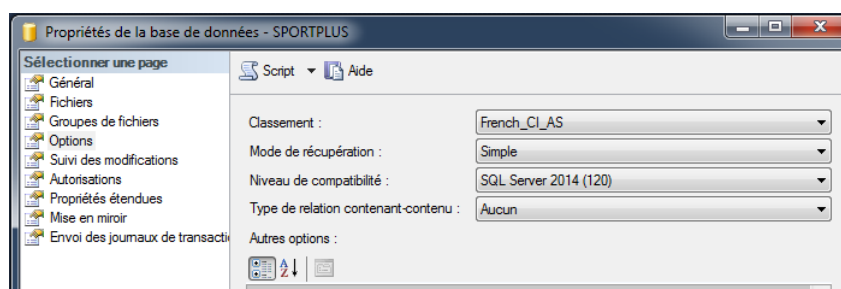 Propriétés de la base de données - SPORTPLUS
Sélectionner une page
Général
Fichiers
Groupes de fichiers
Options
Suivi des modifications
Autorisations
Propriétés étendues
Mise en miroir
Envoi des journaux de transacti
Script Aide
Classement : French_CI_AS
Mode de récupération : Simple
Niveau de compatibilité : SQL Server 2014 (120)
Type de relation contenant-contenu : Aucun
Autres options :